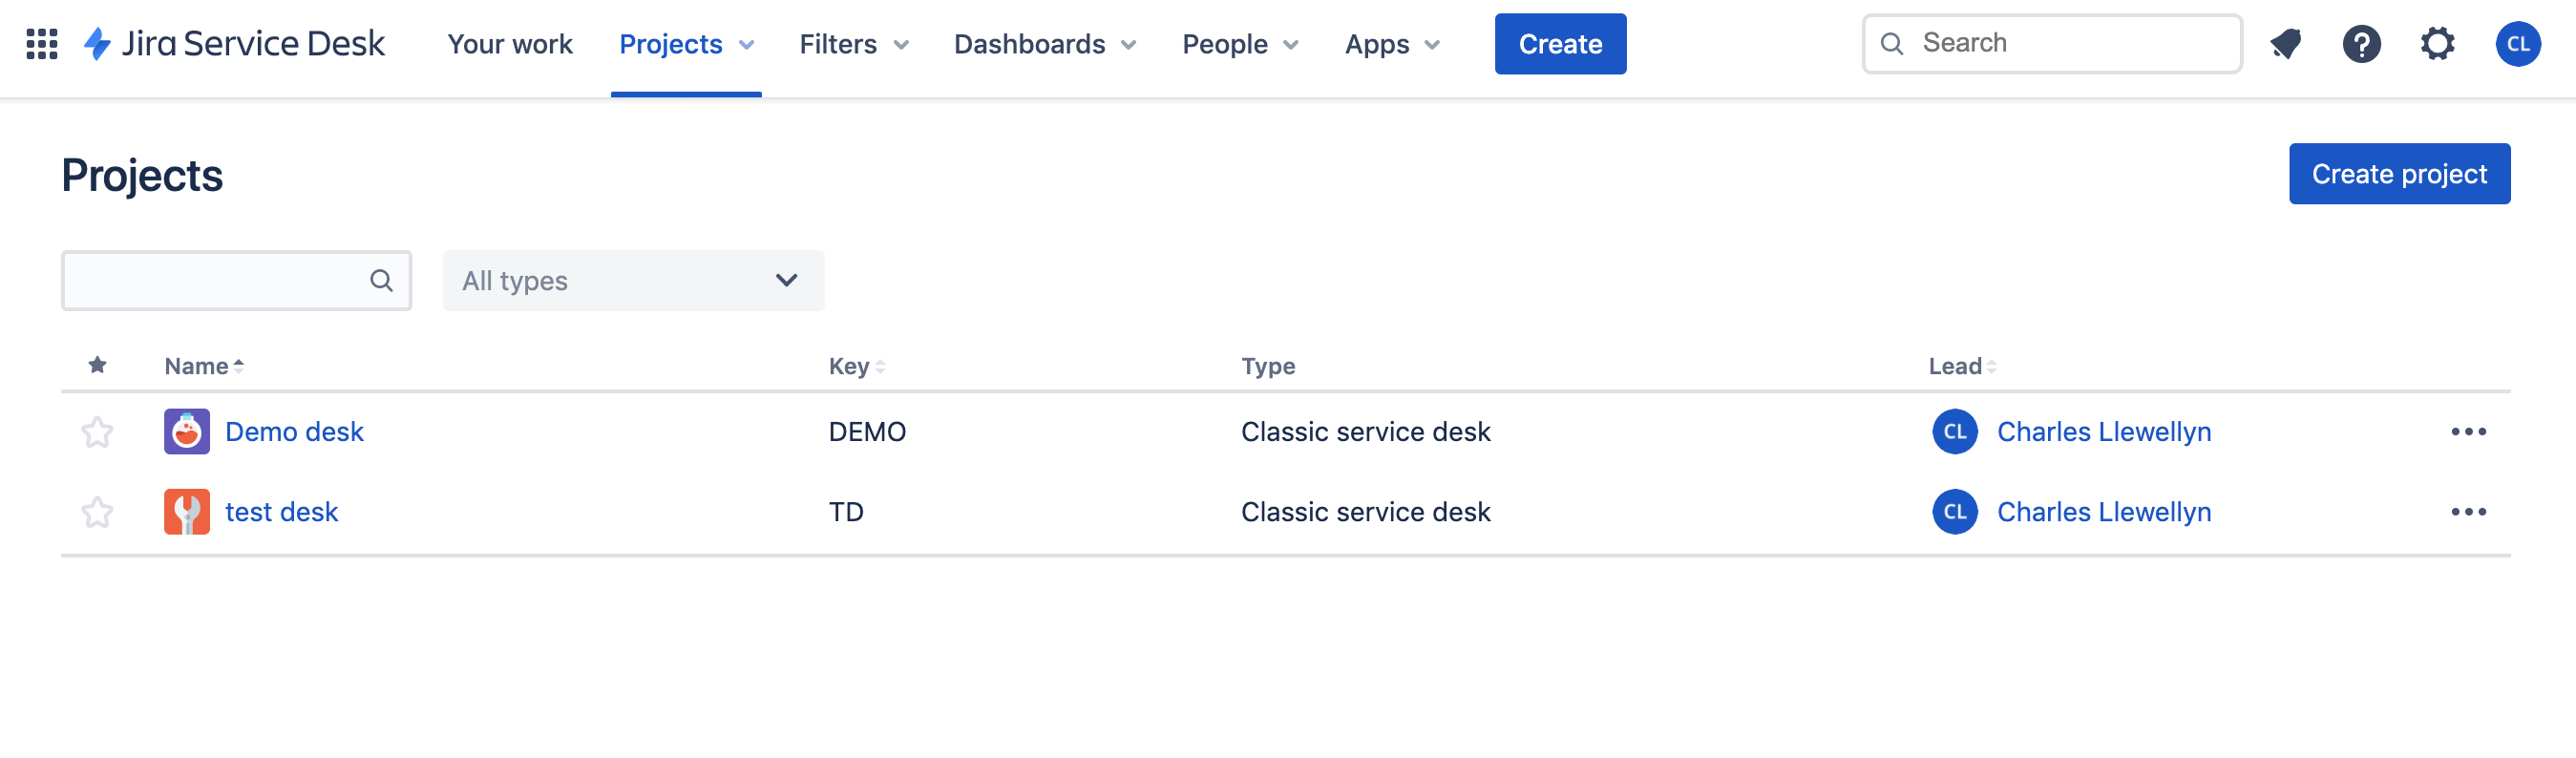 Jira Service Desk Your work Projects Filters Dashboards People Apps Create Search ? CL
Projects Create project
All types
Name Key Type Lead
Demo desk DEMO Classic service desk CL Charles Llewellyn
test desk TD Classic service desk CL Charles Llewellyn